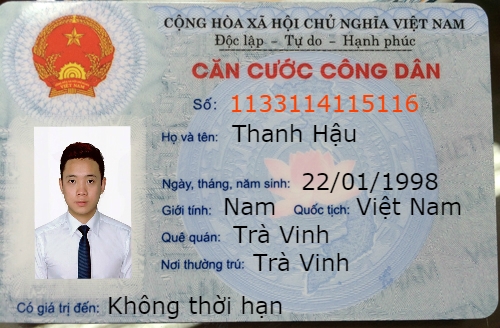 CỘNG HÒA XÃ HỘI CHỦ NGHĨA VIỆT NAM
Độc lập - Tự do - Hạnh phúc
CĂN CƯỚC CÔNG DÂN
Số: 1133114115116
Họ và tên: Thanh Hậu
Ngày, tháng, năm sinh: 22/01/1998
Giới tính: Nam Quốc tịch: Việt Nam
Quê quán: Trà Vinh
Nơi thường trú: Trà Vinh
Có giá trị đến: Không thời hạn